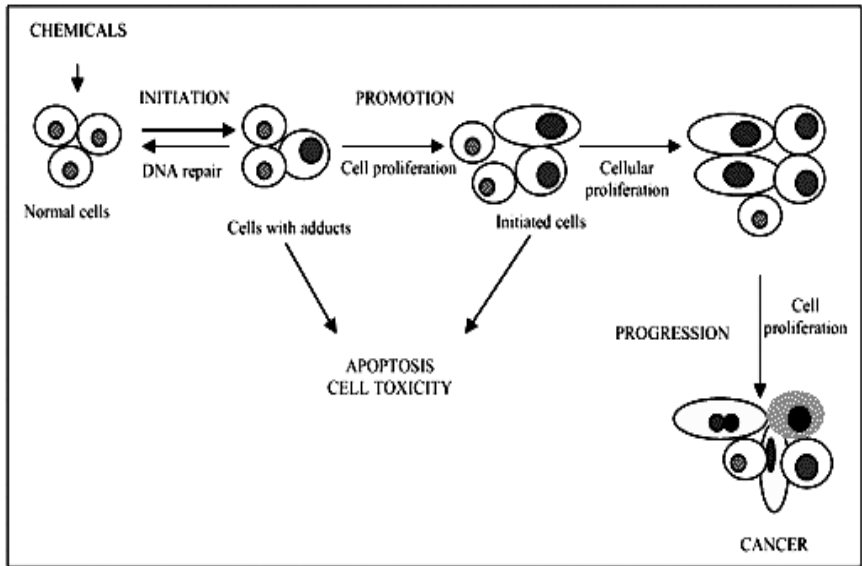 CHEMICALS
INITIATION
PROMOTION
DNA repair
Cell proliferation
Cellular
proliferation
Normal cells
Cells with adducts
Initiated cells
APOPTOSIS
CELL TOXICITY
PROGRESSION
Cell
proliferation
CANCER